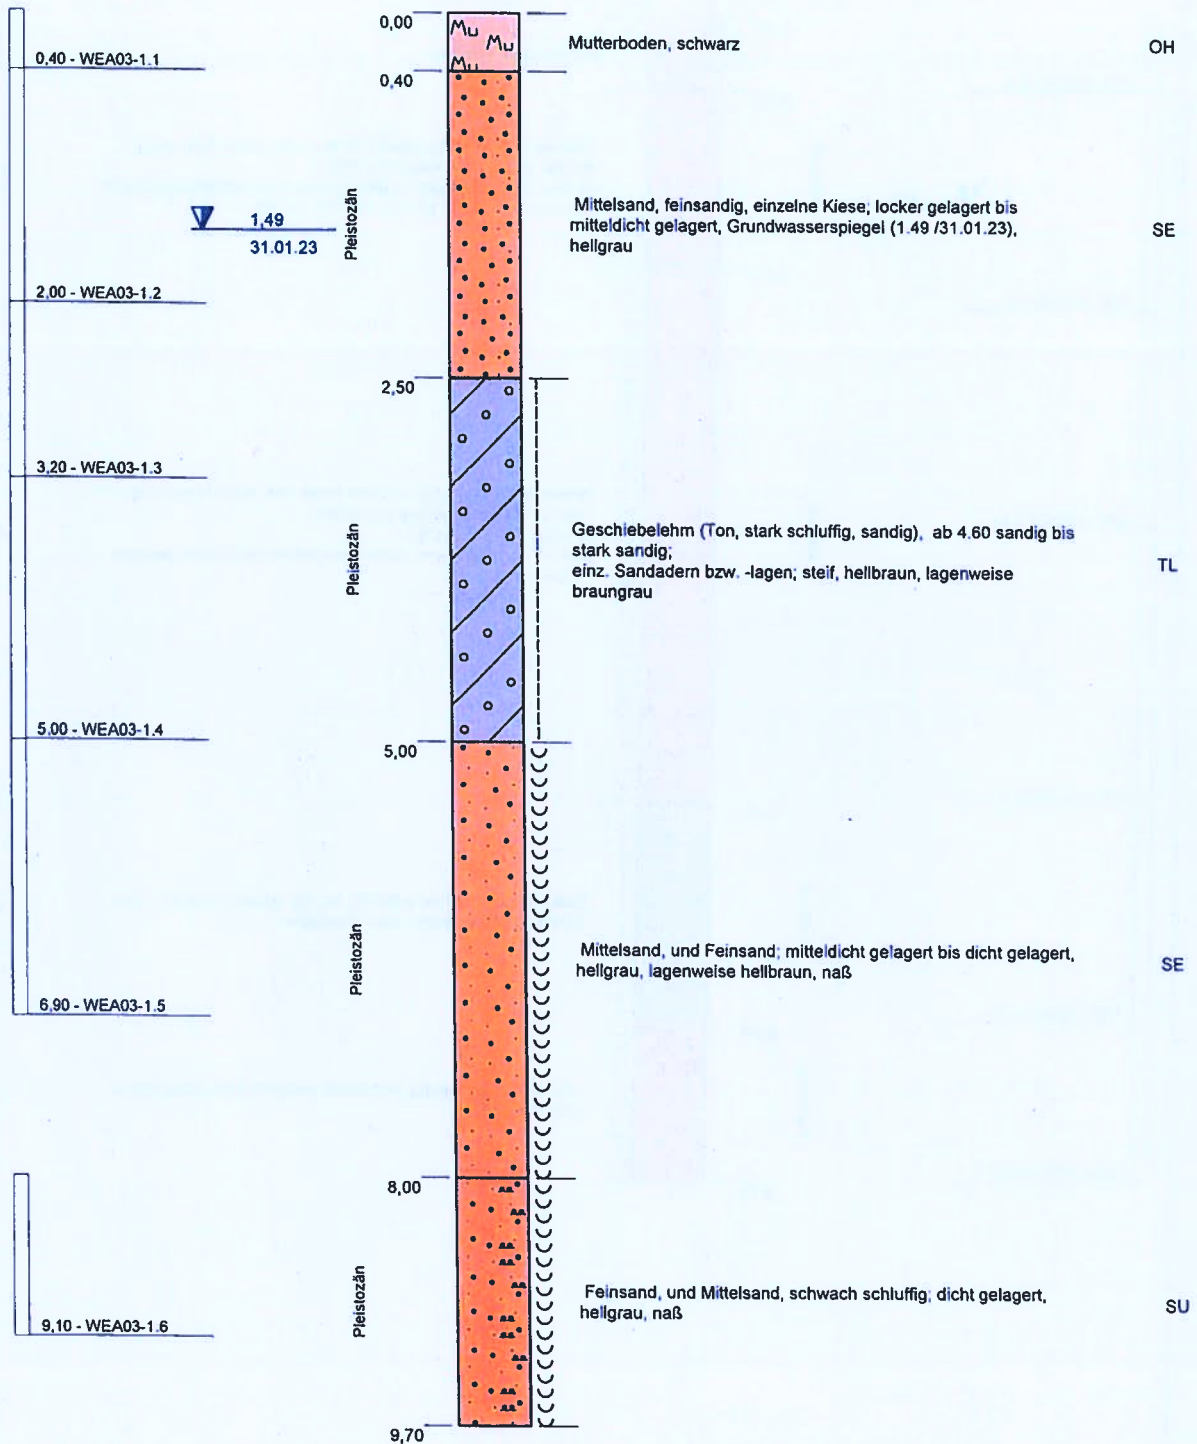 0,00
Mu
Mu
Mu
Mutterboden, schwarz
OH
0,40 - WEA03-1.1
0,40
Pleistozän
1,49
31.01.23
Mittelsand, feinsandig, einzelne Kiese; locker gelagert bis
mitteldicht gelagert, Grundwasserspiegel (1.49 /31.01.23),
hellgrau
SE
2,00 - WEA03-1.2
2,50
3,20 - WEA03-1.3
Pleistozän
Geschiebelehm (Ton, stark schluffig, sandig), ab 4.60 sandig bis
stark sandig;
einz. Sandadern bzw. -lagen; steif, hellbraun, lagenweise
braungrau
TL
5,00 - WEA03-1.4
5,00
Pleistozän
Mittelsand, und Feinsand; mitteldicht gelagert bis dicht gelagert,
hellgrau, lagenweise hellbraun, naß
SE
6,90 - WEA03-1.5
8,00
Pleistozän
Feinsand, und Mittelsand, schwach schluffig; dicht gelagert,
hellgrau, naß
SU
9,10 - WEA03-1.6
9,70